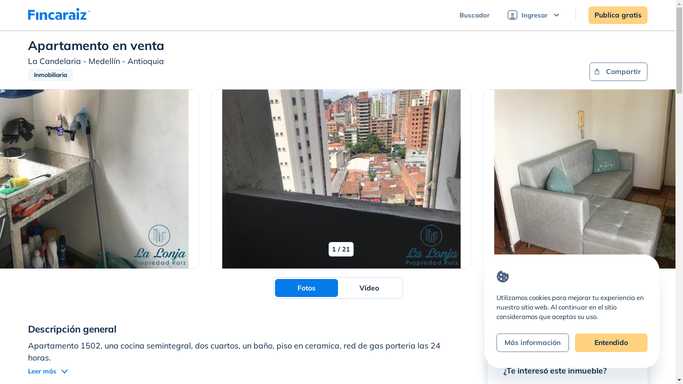 Fincaraiz
Buscador
Ingresar
Publica gratis
Apartamento en venta
La Candelaria - Medellín - Antioquia
Inmobiliaria
Compartir
La Lonja
Propiedad Raíz
La Lonja
Propiedad Raíz
1 / 21
Fotos
Video
Utilizamos cookies para mejorar tu experiencia en
nuestro sitio web. Al continuar en el sitio
consideramos que aceptas su uso.
Más información
Entendido
Descripción general
Apartamento 1502, una cocina semintegral, dos cuartos, un baño, piso en ceramica, red de gas porteria las 24
horas.
Leer más
¿Te interesó este inmueble?